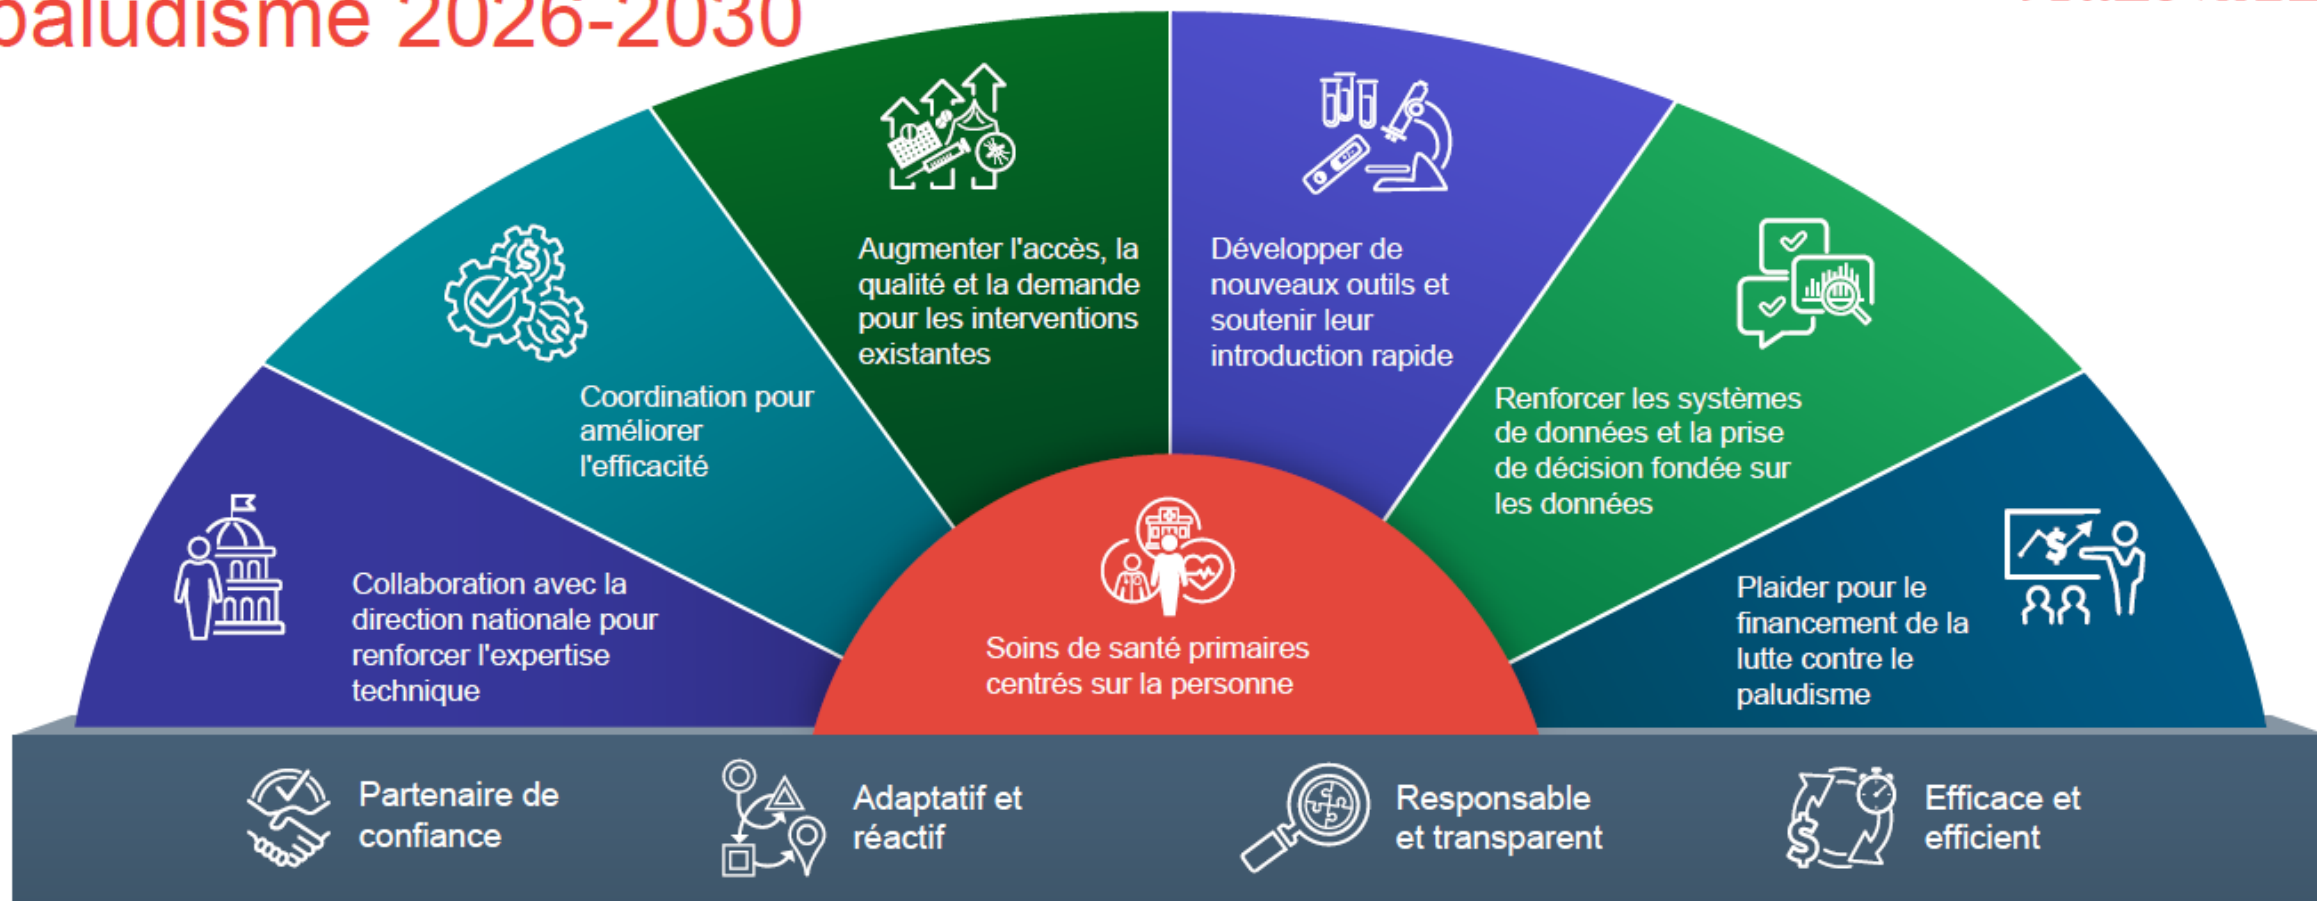 paludisme 2026-2030
Augmenter l'accès, la
qualité et la demande
pour les interventions
existantes
Développer de
nouveaux outils et
soutenir leur
introduction rapide
Coordination pour
améliorer
l'efficacité
Renforcer les systèmes
de données et la prise
de décision fondée sur
les données
Collaboration avec la
direction nationale pour
renforcer l'expertise
technique
Plaider pour le
financement de la
lutte contre le
paludisme
Soins de santé primaires
centrés sur la personne
Partenaire de
confiance
Adaptatif et
réactif
Responsable
et transparent
Efficace et
efficient